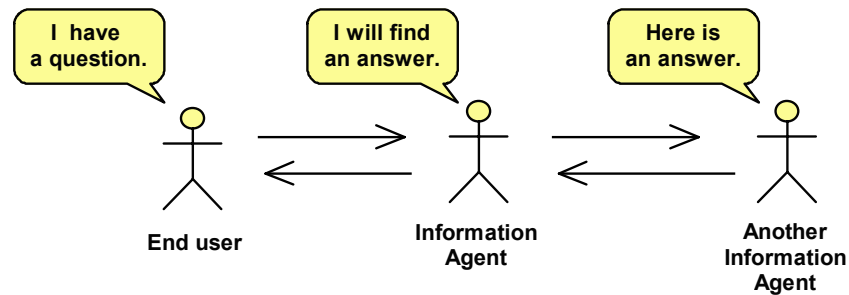 I have
a question.
I will find
an answer.
Here is
an answer.
End user
Information
Agent
Another
Information
Agent